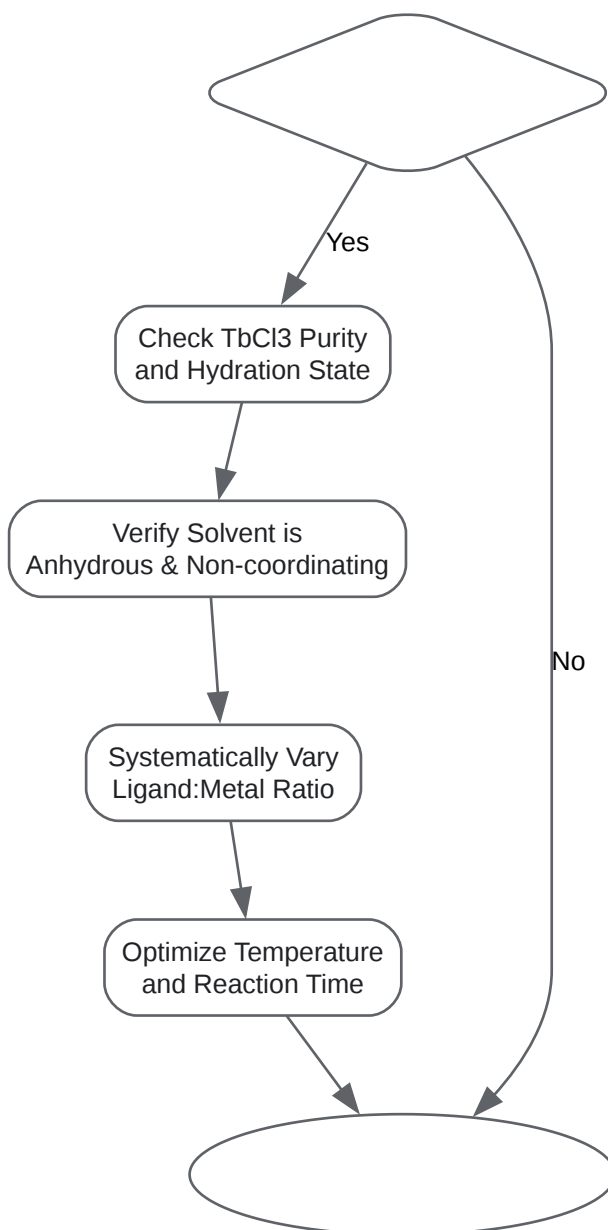 Yes
Check TbCl3 Purity
and Hydration State
Verify Solvent is
Anhydrous & Non-coordinating
No
Systematically Vary
Ligand:Metal Ratio
Optimize Temperature
and Reaction Time